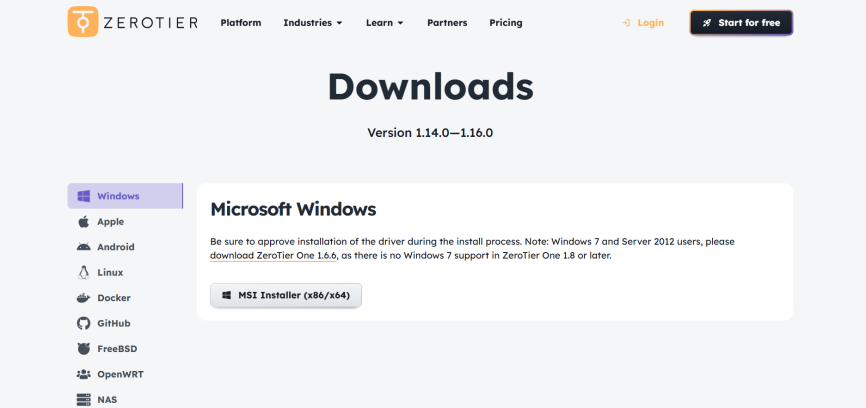 ZEROTIER
Platform
Industries
Learn
Partners
Pricing
Login
Start for free
Downloads
Version 1.14.0—1.16.0
Windows
Apple
Android
Linux
Docker
GitHub
FreeBSD
OpenWRT
NAS
Microsoft Windows
Be sure to approve installation of the driver during the install process. Note: Windows 7 and Server 2012 users, please
download ZeroTier One 1.6.6, as there is no Windows 7 support in ZeroTier One 1.8 or later.
MSI Installer (x86/x64)